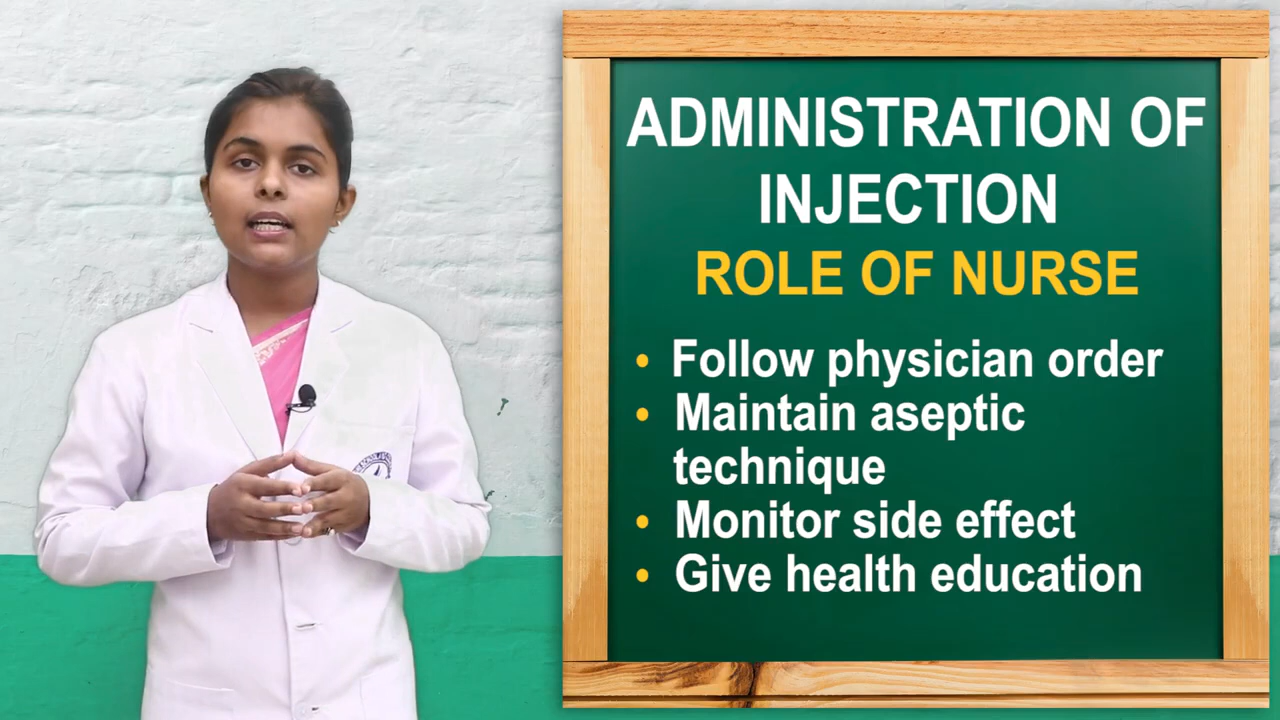 ADMINISTRATION OF
INJECTION
ROLE OF NURSE
• Follow physician order
• Maintain aseptic
technique
• Monitor side effect
• Give health education